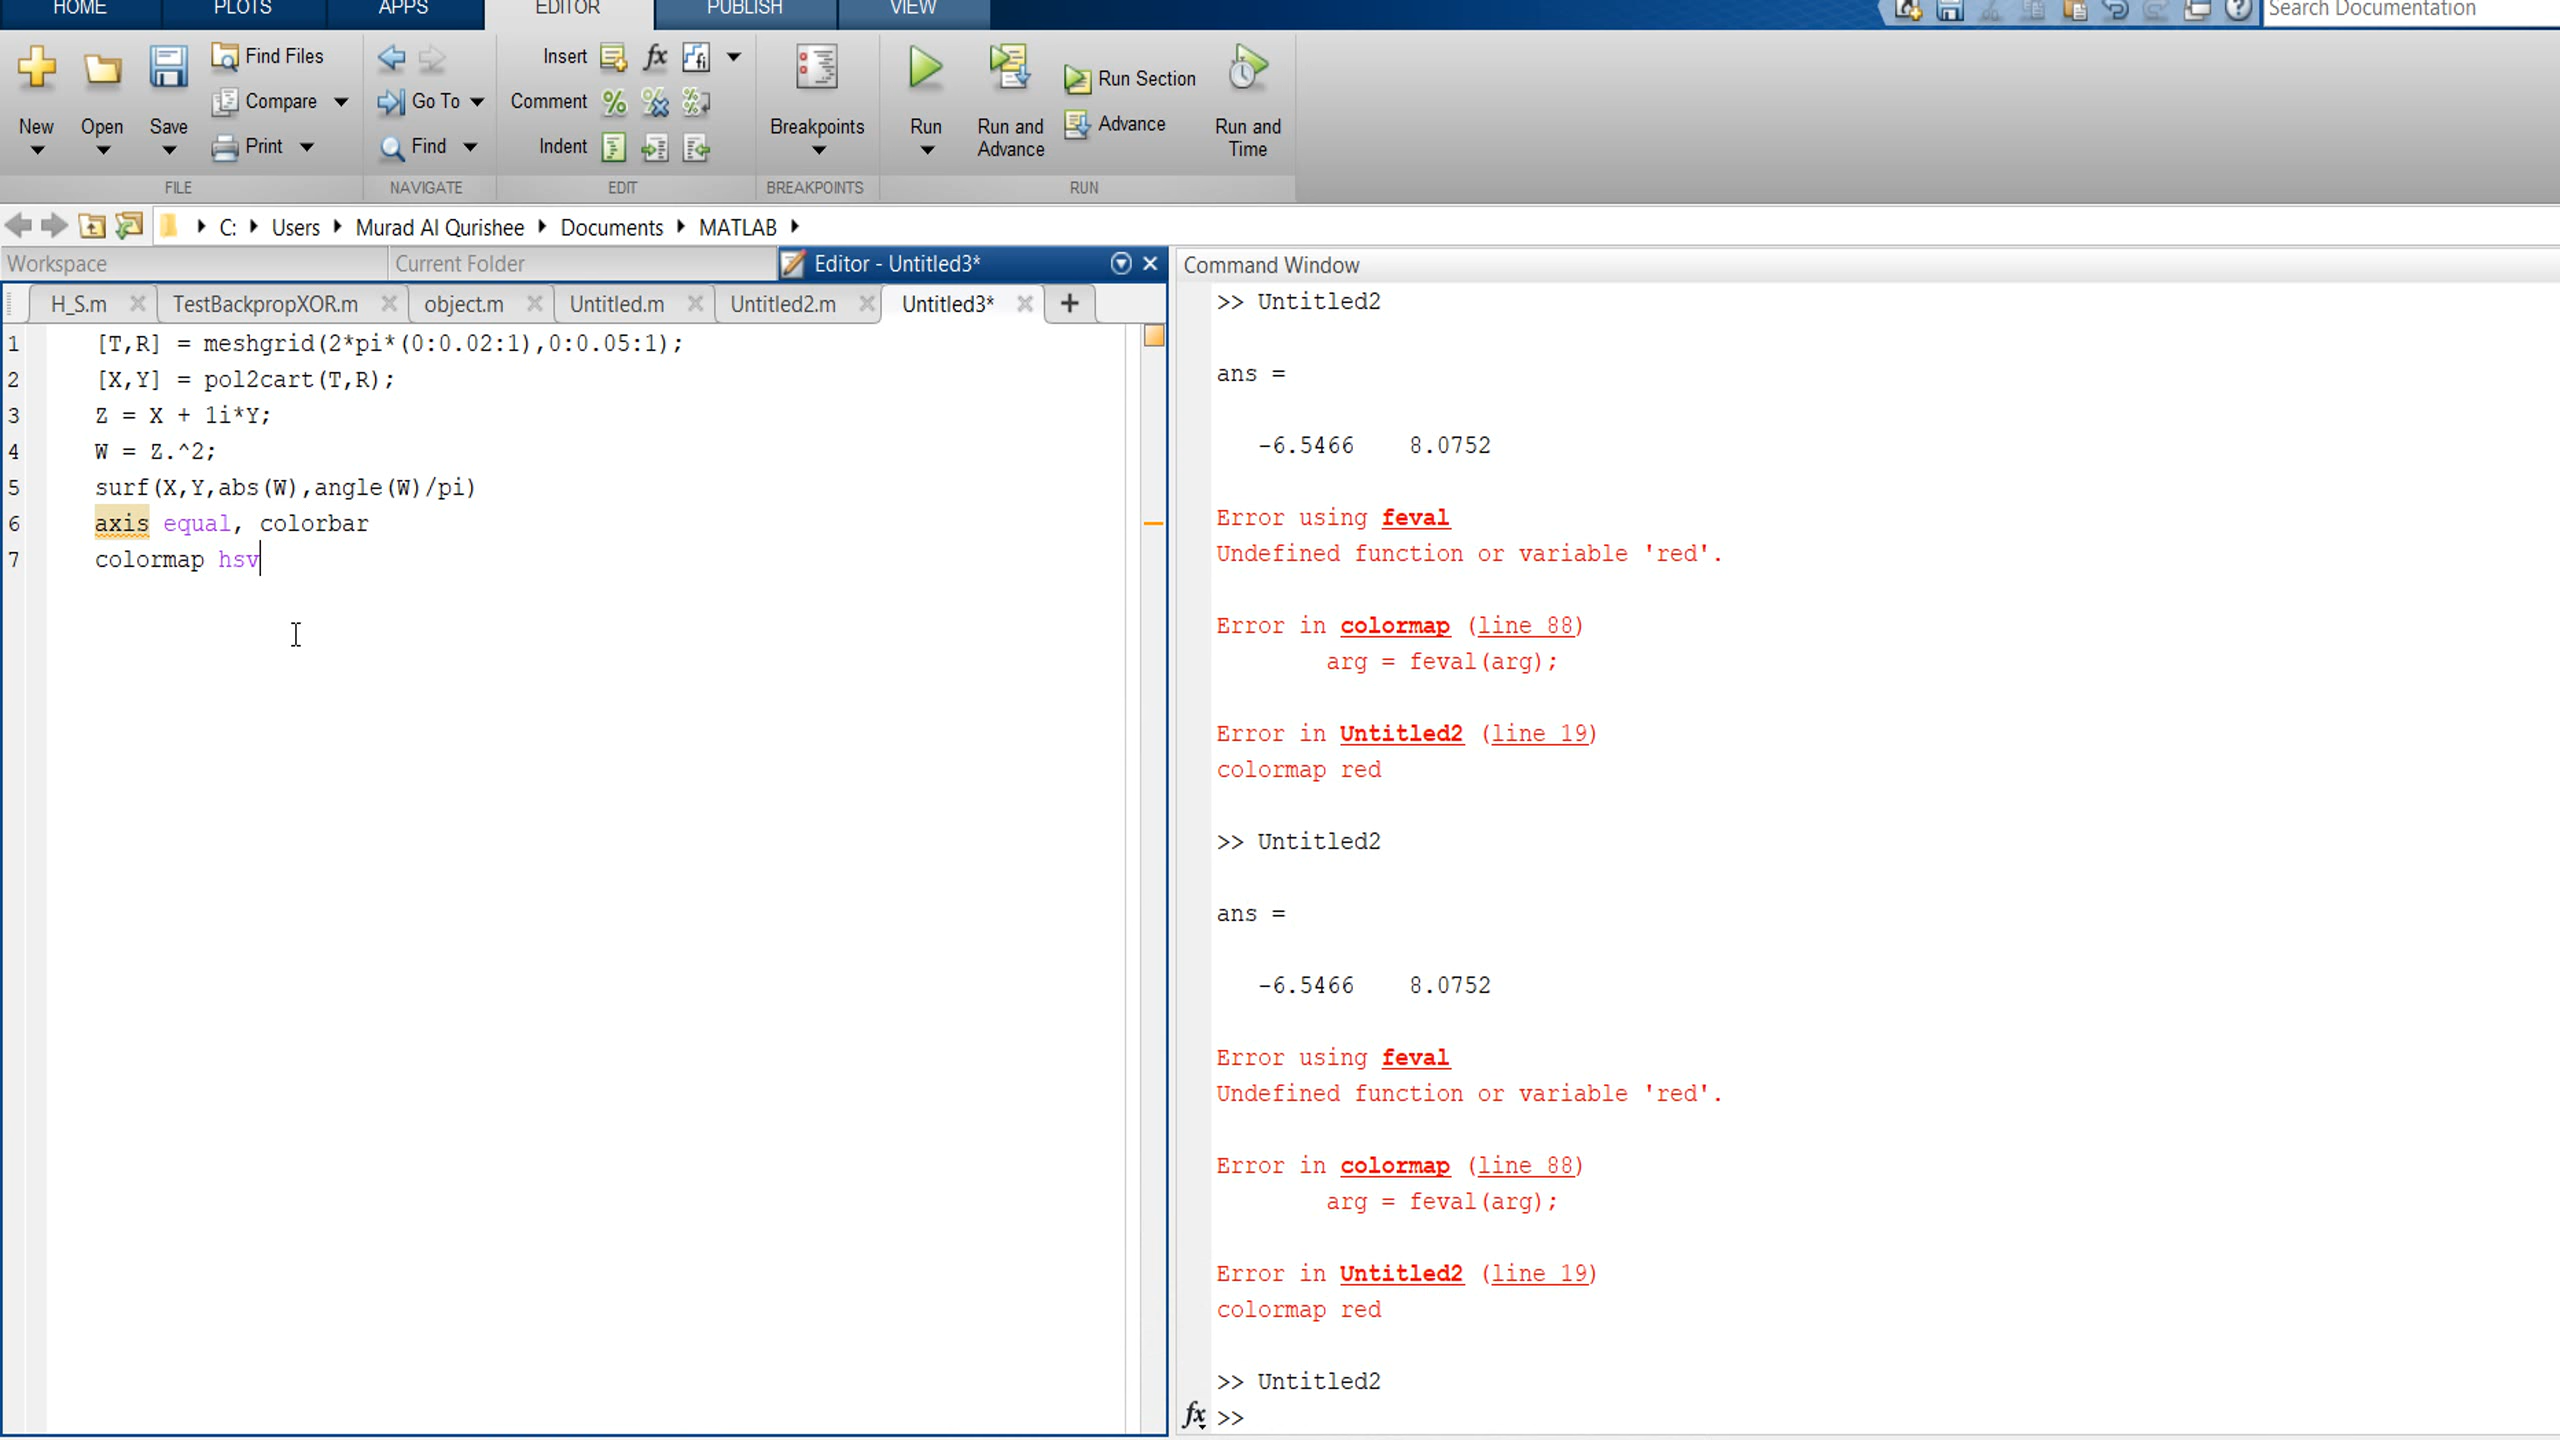 HOME PLOTS APPS EDITOR PUBLISH VIEW Search Documentation
Find Files Insert fx fi
Run Section
Compare Go To Comment
New Open Save Breakpoints Run Run and Advance Advance Run and Time
Print Find Indent
FILE NAVIGATE EDIT BREAKPOINTS RUN
C: Users Murad Al Qurishee Documents MATLAB
Workspace Current Folder Editor - Untitled3*
H_S.m TestBackpropXOR.m object.m Untitled.m Untitled2.m Untitled3* +
1 [T,R] = meshgrid(2*pi*(0:0.02:1),0:0.05:1);
2 [X,Y] = pol2cart(T,R);
3 Z = X + 1i*Y;
4 W = Z.^2;
5 surf(X,Y,abs(W),angle(W)/pi)
6 axis equal, colorbar
7 colormap hsv
Command Window
>> Untitled2
ans =
-6.5466 8.0752
Error using feval
Undefined function or variable 'red'.
Error in colormap (line 88)
arg = feval(arg);
Error in Untitled2 (line 19)
colormap red
>> Untitled2
ans =
-6.5466 8.0752
Error using feval
Undefined function or variable 'red'.
Error in colormap (line 88)
arg = feval(arg);
Error in Untitled2 (line 19)
colormap red
>> Untitled2
fx >>